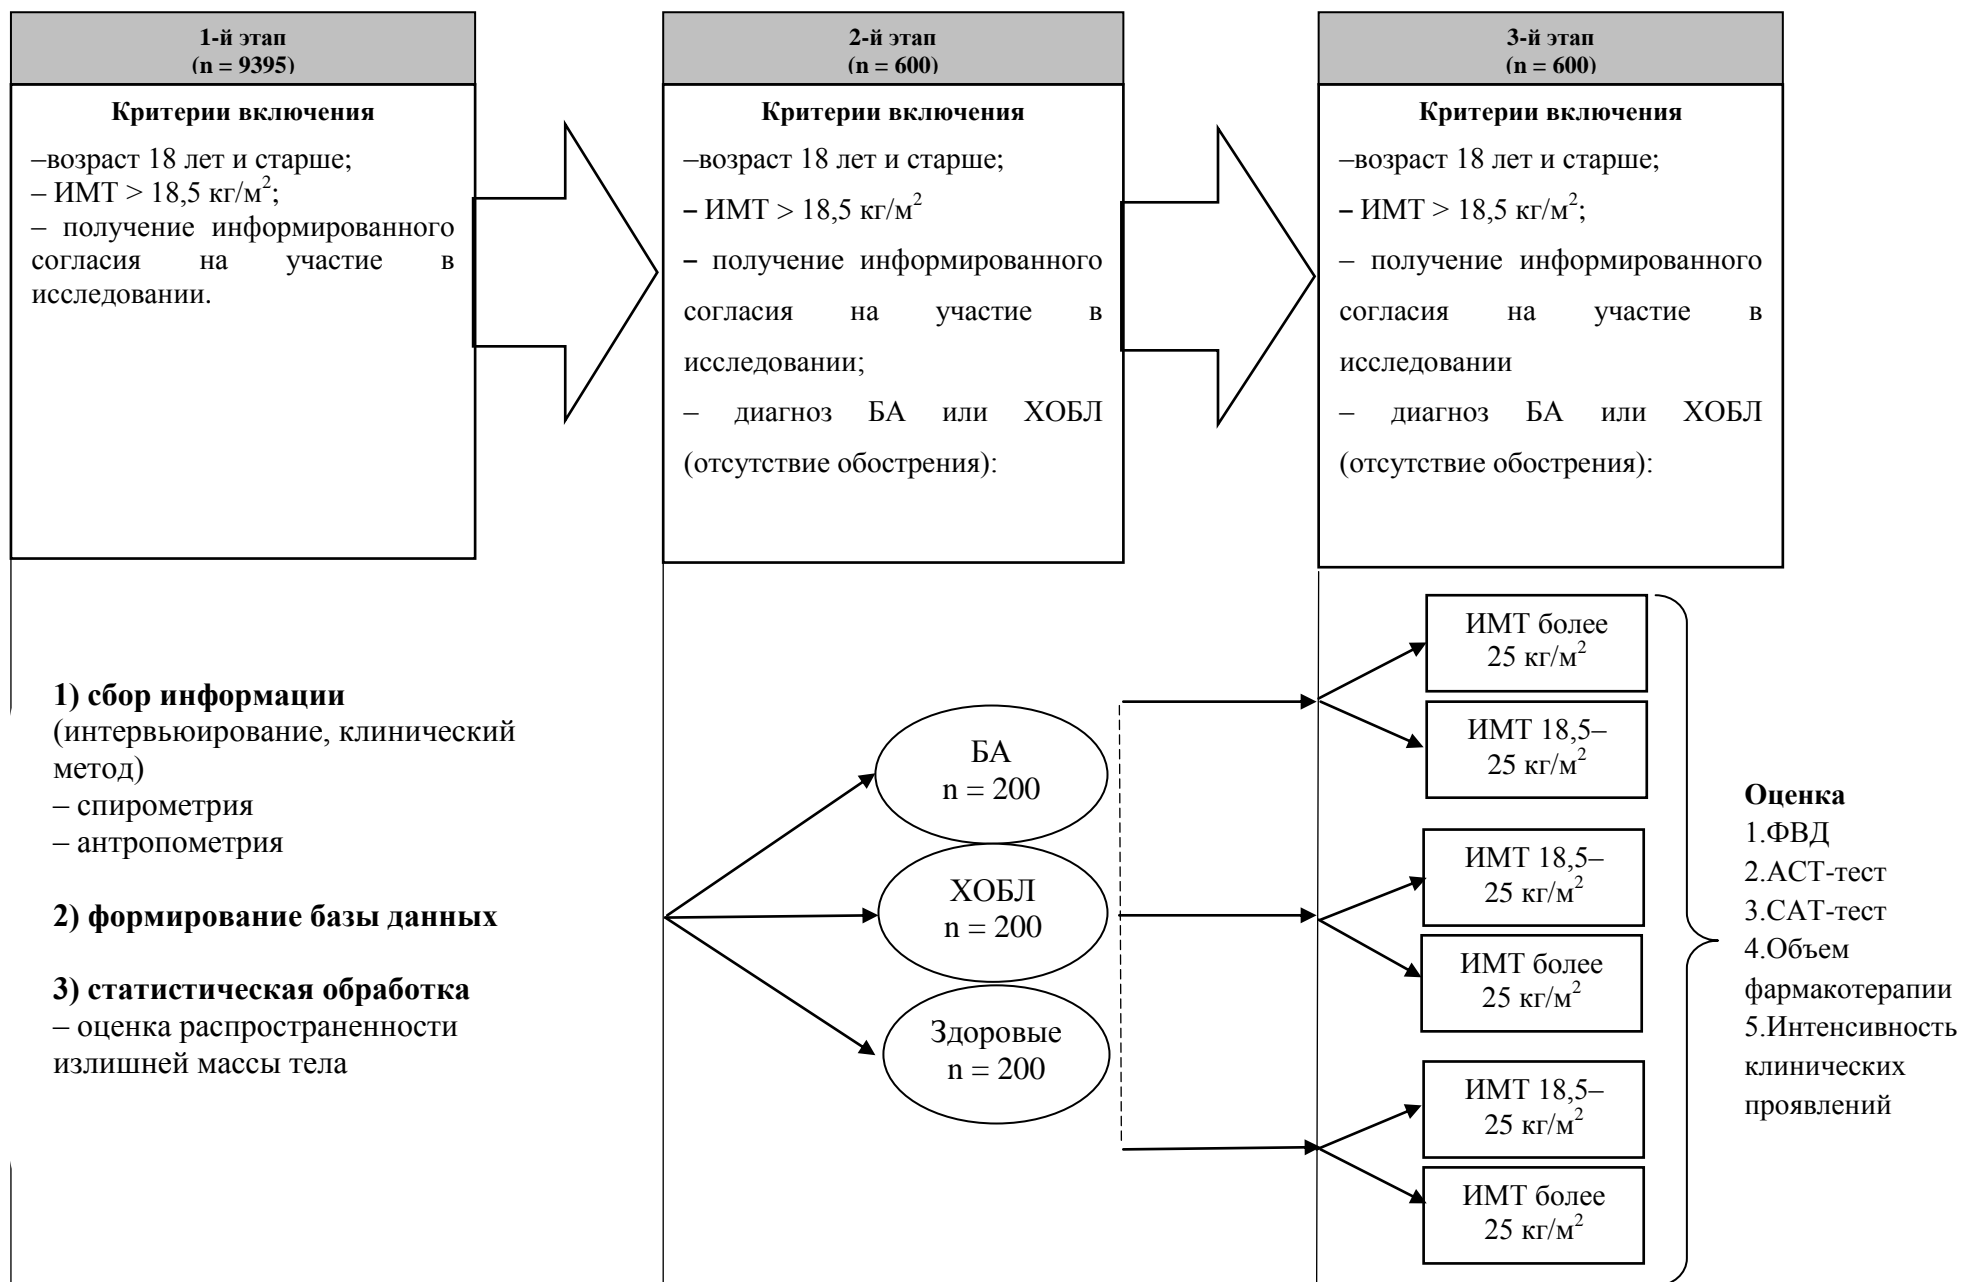 1-й этап
(n = 9395)
Критерии включения
–возраст 18 лет и старше;
– ИМТ > 18,5 кг/м²;
– получение информированного
согласия на участие в
исследовании.
2-й этап
(n = 600)
Критерии включения
–возраст 18 лет и старше;
– ИМТ > 18,5 кг/м²
– получение информированного
согласия на участие в
исследовании;
– диагноз БА или ХОБЛ
(отсутствие обострения):
3-й этап
(n = 600)
Критерии включения
–возраст 18 лет и старше;
– ИМТ > 18,5 кг/м²;
– получение информированного
согласия на участие в
исследовании
– диагноз БА или ХОБЛ
(отсутствие обострения):
1) сбор информации
(интервьюирование, клинический
метод)
– спирометрия
– антропометрия
2) формирование базы данных
3) статистическая обработка
– оценка распространенности
излишней массы тела
БА
n = 200
ХОБЛ
n = 200
Здоровые
n = 200
ИМТ более
25 кг/м²
ИМТ 18,5–
25 кг/м²
ИМТ 18,5–
25 кг/м²
ИМТ более
25 кг/м²
ИМТ 18,5–
25 кг/м²
ИМТ более
25 кг/м²
Оценка
1.ФВД
2.АСТ-тест
3.САТ-тест
4.Объем
фармакотерапии
5.Интенсивность
клинических
проявлений